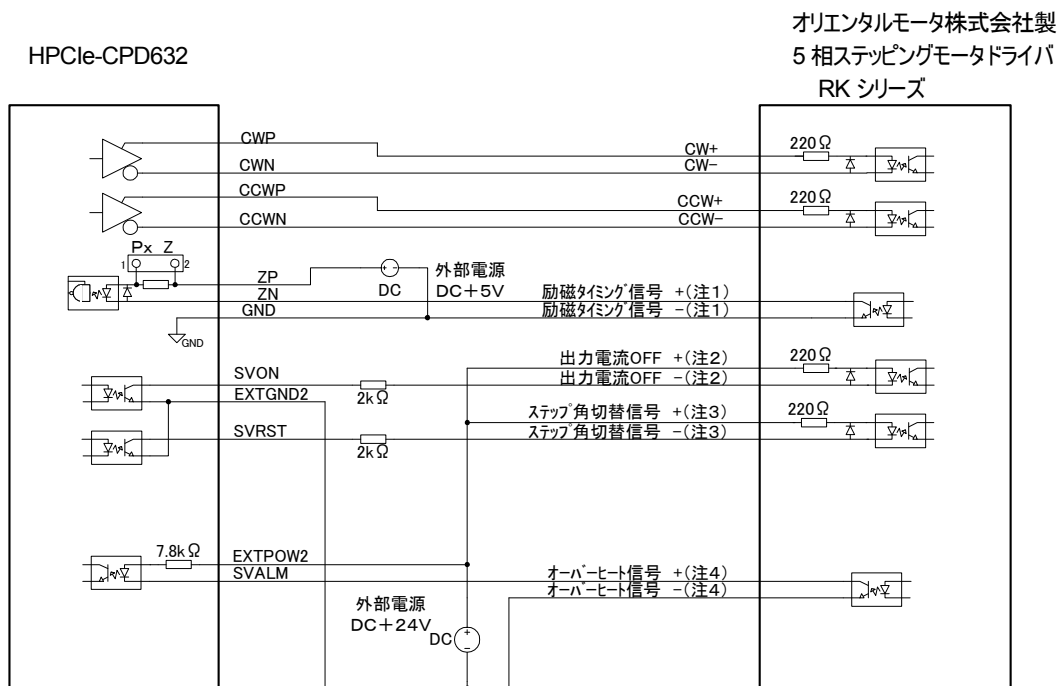 オリエンタルモータ株式会社製
HPCIe-CPD632
5 相ステッピングモータドライバ
RK シリーズ
CWP
CW+
220Ω
CWN
CW-
CCWP
CCW+
220Ω
CCWN
CCW-
Px Z
1 2
ZP
DC
外部電源
DC+5V
ZN
励磁タイミング信号 +(注1)
GND
励磁タイミング信号 -(注1)
GND
出力電流OFF +(注2)
220Ω
SVON
2kΩ
出力電流OFF -(注2)
EXTGND2
ステップ角切替信号 +(注3)
220Ω
SVRST
2kΩ
ステップ角切替信号 -(注3)
7.8kΩ
EXTPOW2
SVALM
オーバーヒート信号 +(注4)
オーバーヒート信号 -(注4)
外部電源
DC+24V
DC